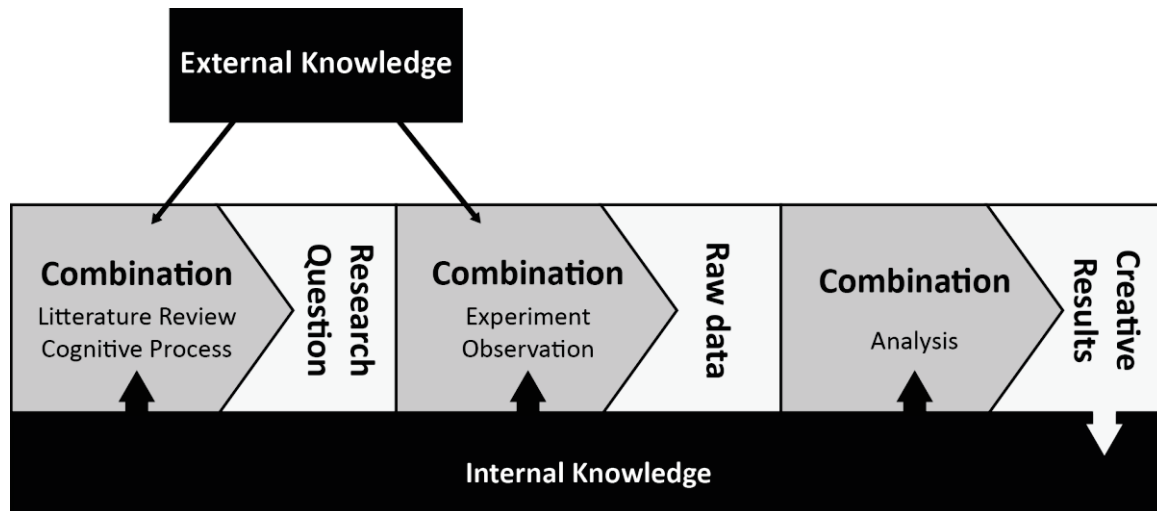 External Knowledge
Combination
Litterature Review
Cognitive Process
Research
Question
Combination
Experiment
Observation
Raw data
Combination
Analysis
Creative
Results
Internal Knowledge